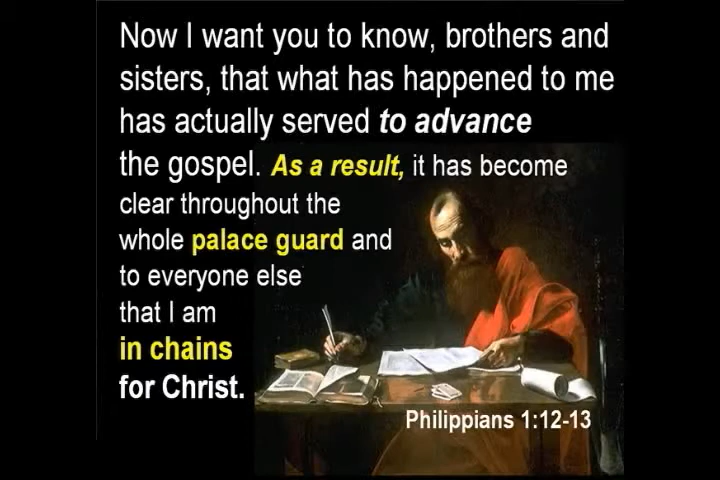 Now I want you to know, brothers and
sisters, that what has happened to me
has actually served to advance
the gospel. As a result, it has become
clear throughout the
whole palace guard and
to everyone else
that I am
in chains
for Christ.
Philippians 1:12-13